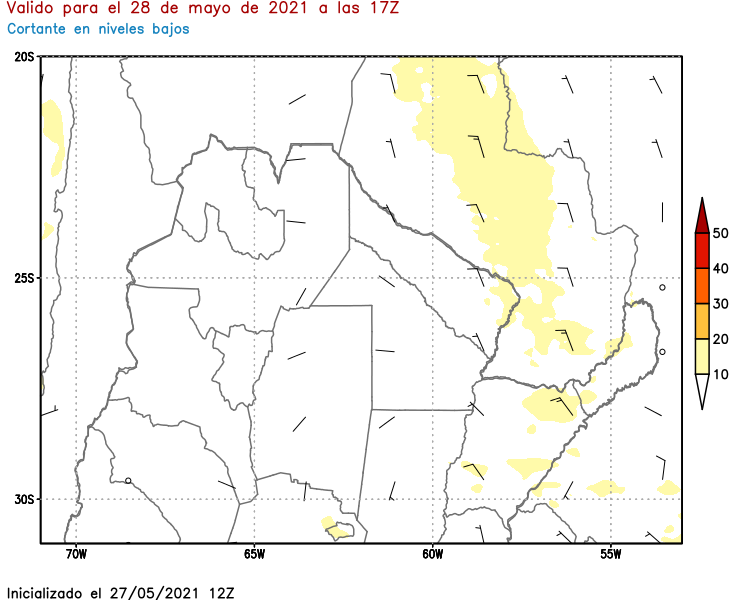 Valido para el 28 de mayo de 2021 a las 17Z
Cortante en niveles bajos
20S
25S
30S
70W
65W
60W
55W
50
40
30
20
10
Inicializado el 27/05/2021 12Z